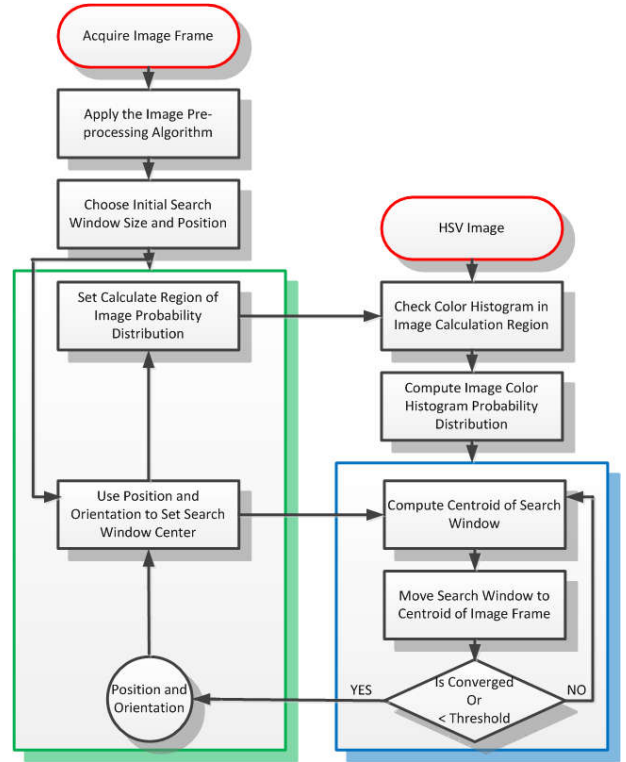 Acquire Image Frame
Apply the Image Pre-
processing Algorithm
Choose Initial Search
Window Size and Position
HSV Image
Set Calculate Region of
Image Probability
Distribution
Check Color Histogram in
Image Calculation Region
Compute Image Color
Histogram Probability
Distribution
Use Position and
Orientation to Set Search
Window Center
Compute Centroid of Search
Window
Move Search Window to
Centroid of Image Frame
Position and
Orientation
YES
Is Converged
Or
< Threshold
NO